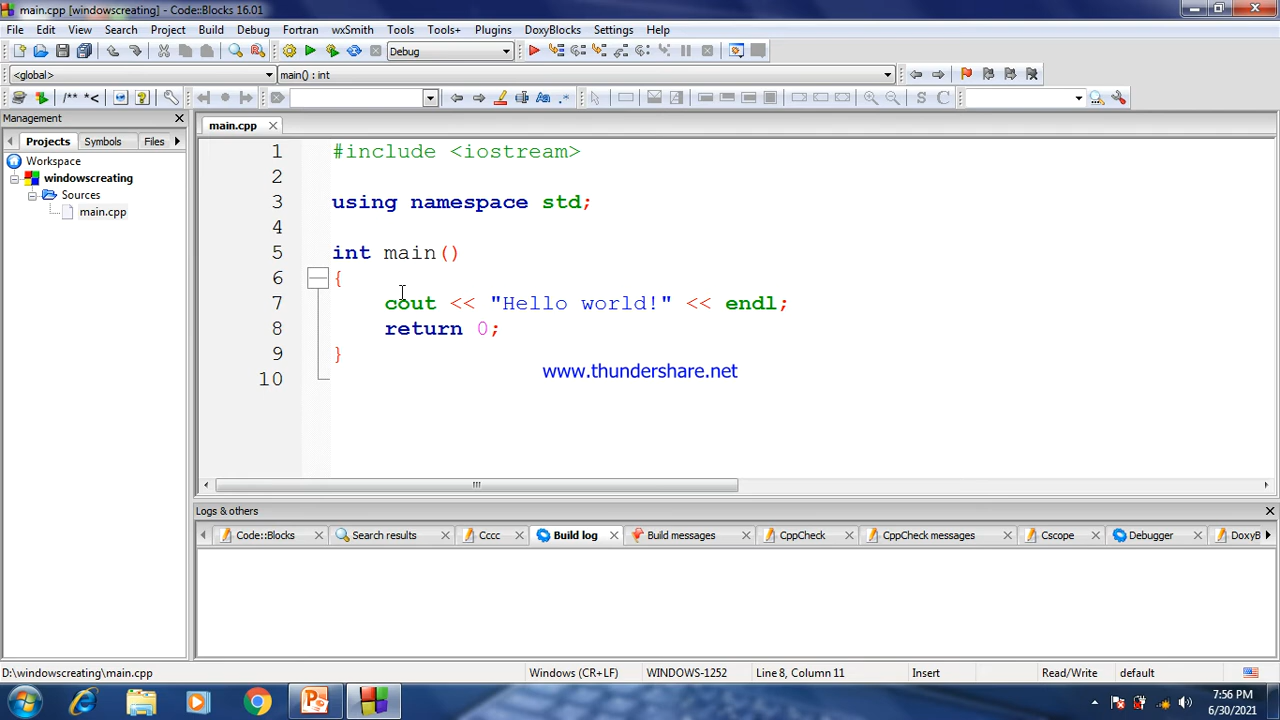 main.cpp [windowscreating] - Code::Blocks 16.01
File Edit View Search Project Build Debug Fortran wxSmith Tools Tools+ Plugins DoxyBlocks Settings Help
Debug
<global> main() : int
/** *<
S C
Management
Projects Symbols Files
Workspace
windowscreating
Sources
main.cpp
main.cpp
1 #include <iostream>
2
3 using namespace std;
4
5 int main()
6 {
7 cout << "Hello world!" << endl;
8 return 0;
9 }
10
www.thundershare.net
Logs & others
Code::Blocks Search results Cccc Build log Build messages CppCheck CppCheck messages Cscope Debugger DoxyB
D:\windowscreating\main.cpp Windows (CR+LF) WINDOWS-1252 Line 8, Column 11 Insert Read/Write default
7:56 PM
6/30/2021